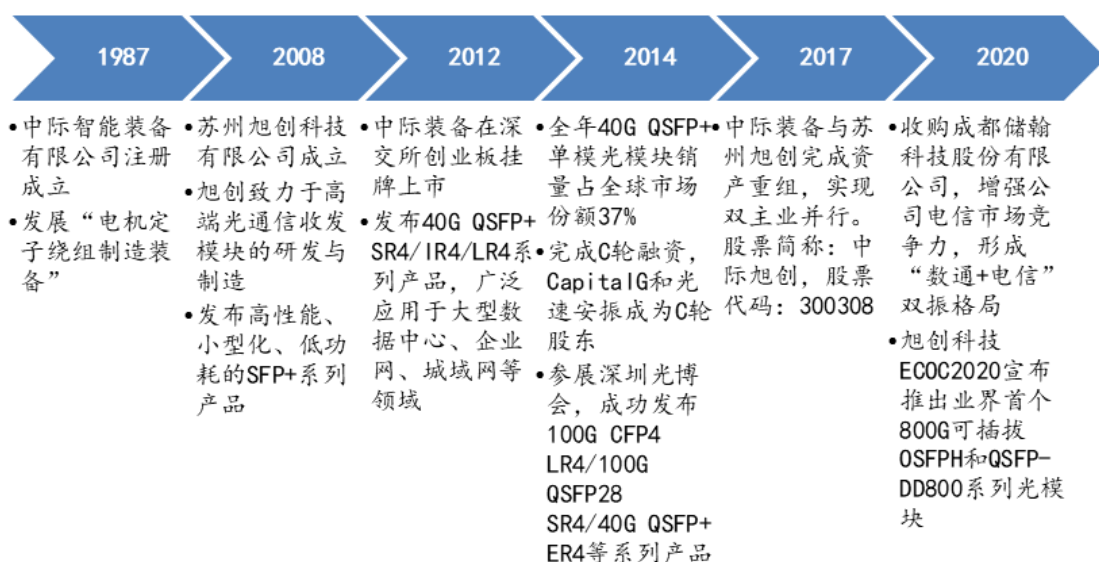 1987
2008
2012
2014
2017
2020
•中际智能装备
有限公司注册
成立
•发展“电机定
子绕组制造装
备”
•苏州旭创科技
有限公司成立
•旭创致力于高
端光通信收发
模块的研发与
制造
•发布高性能、
小型化、低功
耗的SFP+系列
产品
•中际装备在深
交所创业板挂
牌上市
•发布40G QSFP+
SR4/IR4/LR4系
列产品，广泛
应用于大型数
据中心、企业
网、城域网等
领域
•全年40G QSFP+
单模光模块销
量占全球市场
份额37%
•完成C轮融资，
CapitalG和光
速安振成为C轮
股东
•参展深圳光博
会，成功发布
100G CFP4
LR4/100G
QSFP28
SR4/40G QSFP+
ER4等系列产品
•中际装备与苏
州旭创完成资
产重组，实现
双主业并行。
股票简称：中
际旭创，股票
代码：300308
•收购成都储翰
科技股份有限
公司，增强公
司电信市场竞
争力，形成
“数通+电信”
双振格局
•旭创科技
ECOC2020宣布
推出业界首个
800G可插拔
OSFPH和QSFP-
DD800系列光模
块